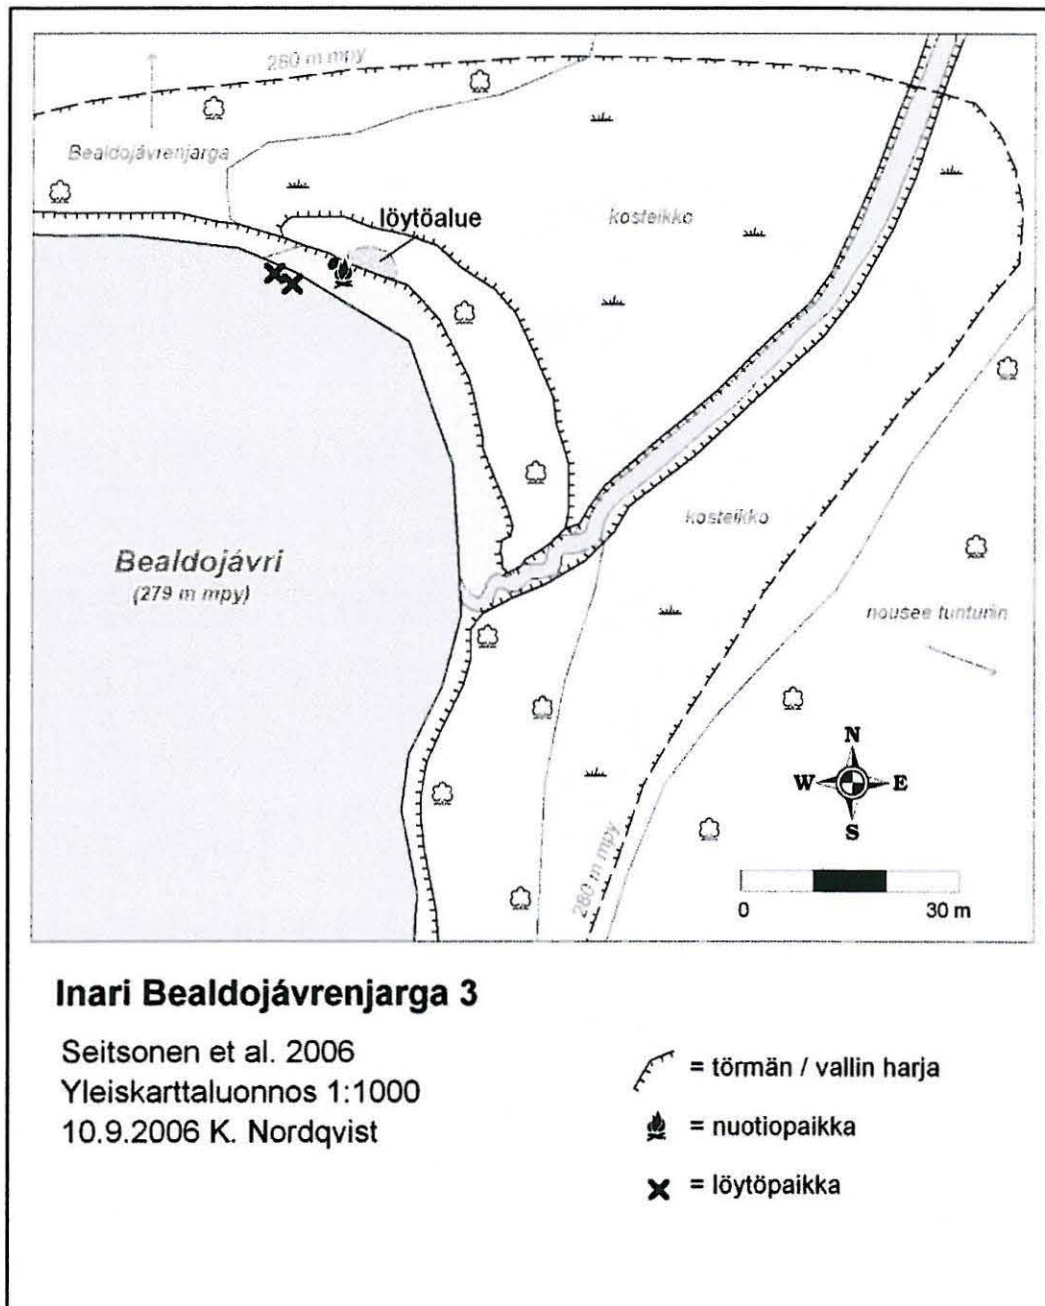 280 m mpy
Bealdojávrenjarga
löytöalue
kosteikko
kosteikko
Bealdojávri
(279 m mpy)
nousee tunturiin
N
W E
S
280 m mpy
0 30 m
Inari Bealdojávrenjarga 3
Seitsonen et al. 2006
Yleiskarttaluonnos 1:1000
10.9.2006 K. Nordqvist
= törmän / vallin harja
= nuotiopaikka
= löytöpaikka